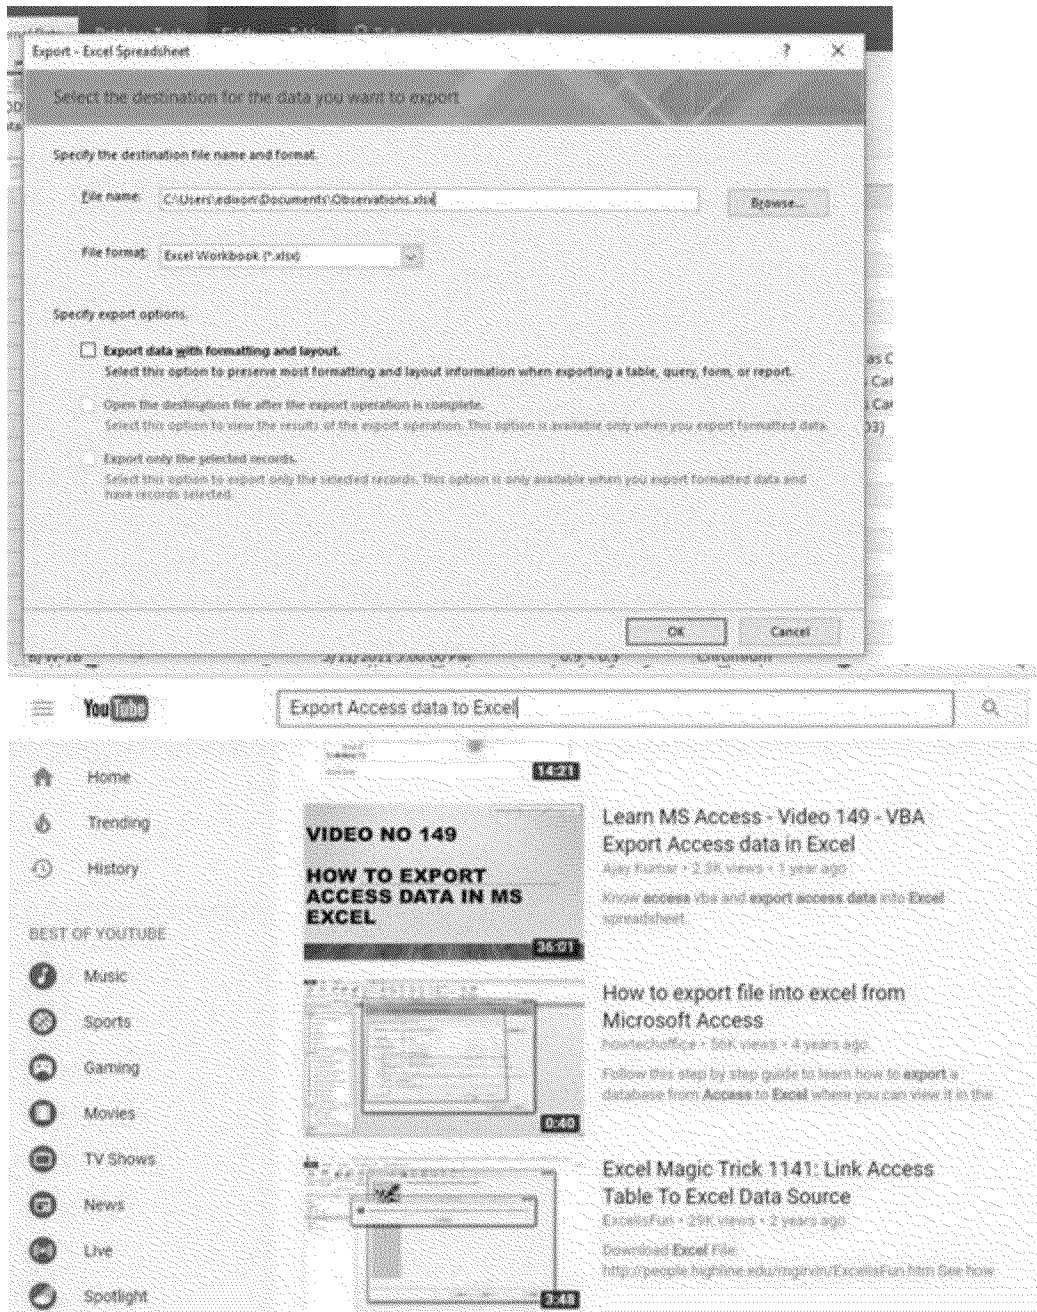 Export - Excel Spreadsheet
? ×
Select the destination for the data you want to export
Specify the destination file name and format.
File name: C:\Users\edixon\Documents\Observations.xlsx Browse...
File format: Excel Workbook (*.xlsx)
Specify export options.
Export data with formatting and layout.
Select this option to preserve most formatting and layout information when exporting a table, query, form, or report.
Open the destination file after the export operation is complete.
Select this option to view the results of the export operation. This option is available only when you export formatted data.
Export only the selected records.
Select this option to export only the selected records. This option is only available when you export formatted data and
have records selected.
as C
Car
Car
03)
OK Cancel
Chromium
YouTube
Export Access data to Excel
Home
Trending
History
BEST OF YOUTUBE
Music
Sports
Gaming
Movies
TV Shows
News
Live
Spotlight
14:21
VIDEO NO 149
HOW TO EXPORT
ACCESS DATA IN MS
EXCEL
36:01
Learn MS Access - Video 149 - VBA
Export Access data in Excel
Ajay Kumar • 2.3K views • 1 year ago
Know access vba and export access data into Excel
spreadsheet.
0:40
How to export file into excel from
Microsoft Access
howtechoffice • 56K views • 4 years ago
Follow this step by step guide to learn how to export a
database from Access to Excel where you can view it in the
3:48
Excel Magic Trick 1141: Link Access
Table To Excel Data Source
ExcelIsFun • 29K views • 2 years ago
Download Excel File:
http://people.highline.edu/mgirvin/ExcelIsFun.htm See how